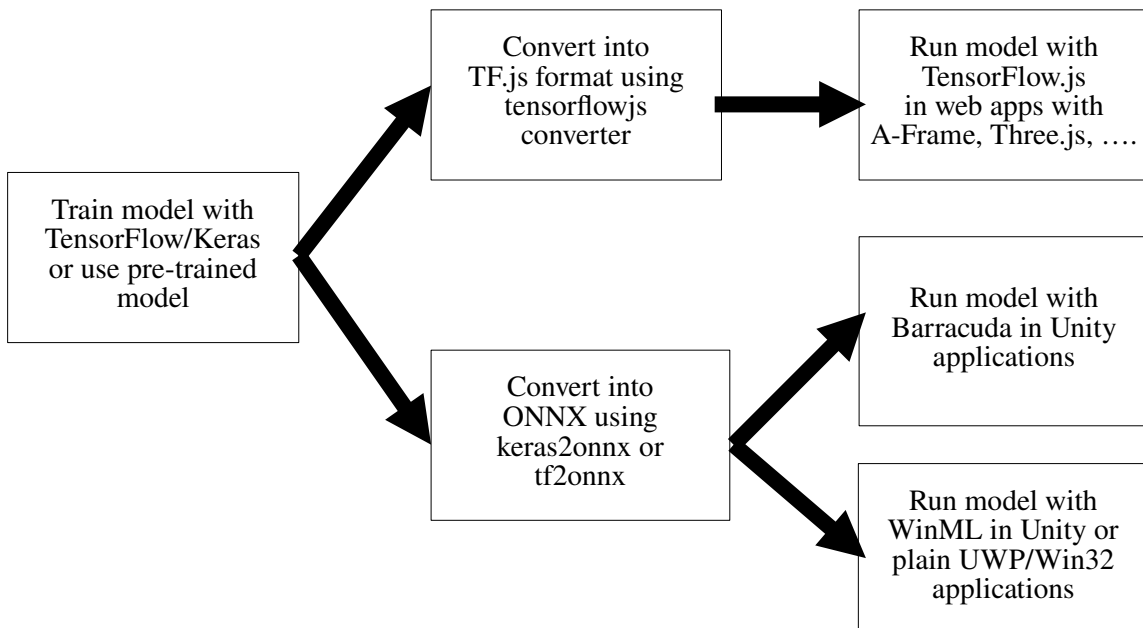 Train model with
TensorFlow/Keras
or use pre-trained
model
Convert into
TF.js format using
tensorflowjs
converter
Run model with
TensorFlow.js
in web apps with
A-Frame, Three.js, ….
Convert into
ONNX using
keras2onnx or
tf2onnx
Run model with
Barracuda in Unity
applications
Run model with
WinML in Unity or
plain UWP/Win32
applications